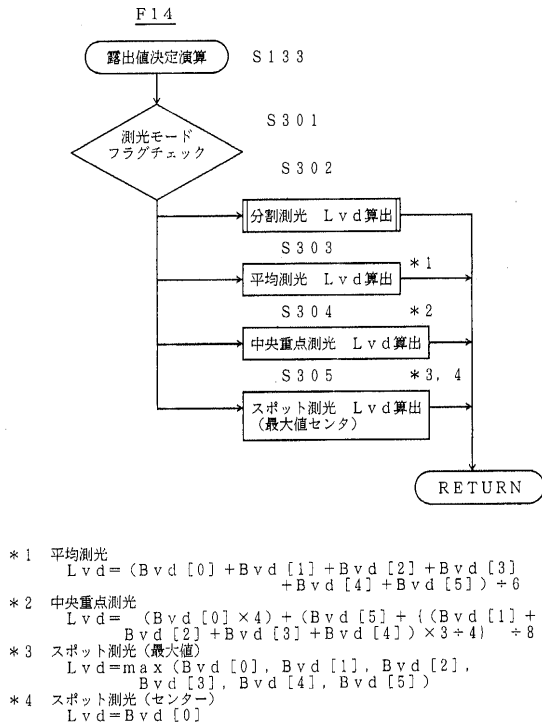 F14
露出値決定演算
S133
測光モード
フラグチェック
S301
S302
分割測光 Lvd算出
S303
平均測光 Lvd算出
*1
S304
*2
中央重点測光 Lvd算出
S305
*3, 4
スポット測光 Lvd算出
(最大値センタ)
RETURN
*1 平均測光
Lvd=(Bvd [0] +Bvd [1] +Bvd [2] +Bvd [3]
+Bvd [4] +Bvd [5] ) ÷6
*2 中央重点測光
Lvd= (Bvd [0] ×4) + (Bvd [5] + { (Bvd [1] +
Bvd [2] +Bvd [3] +Bvd [4] ) ×3÷4} ÷8
*3 スポット測光 (最大値)
Lvd=max (Bvd [0], Bvd [1], Bvd [2],
Bvd [3], Bvd [4], Bvd [5] )
*4 スポット測光 (センター)
Lvd=Bvd [0]